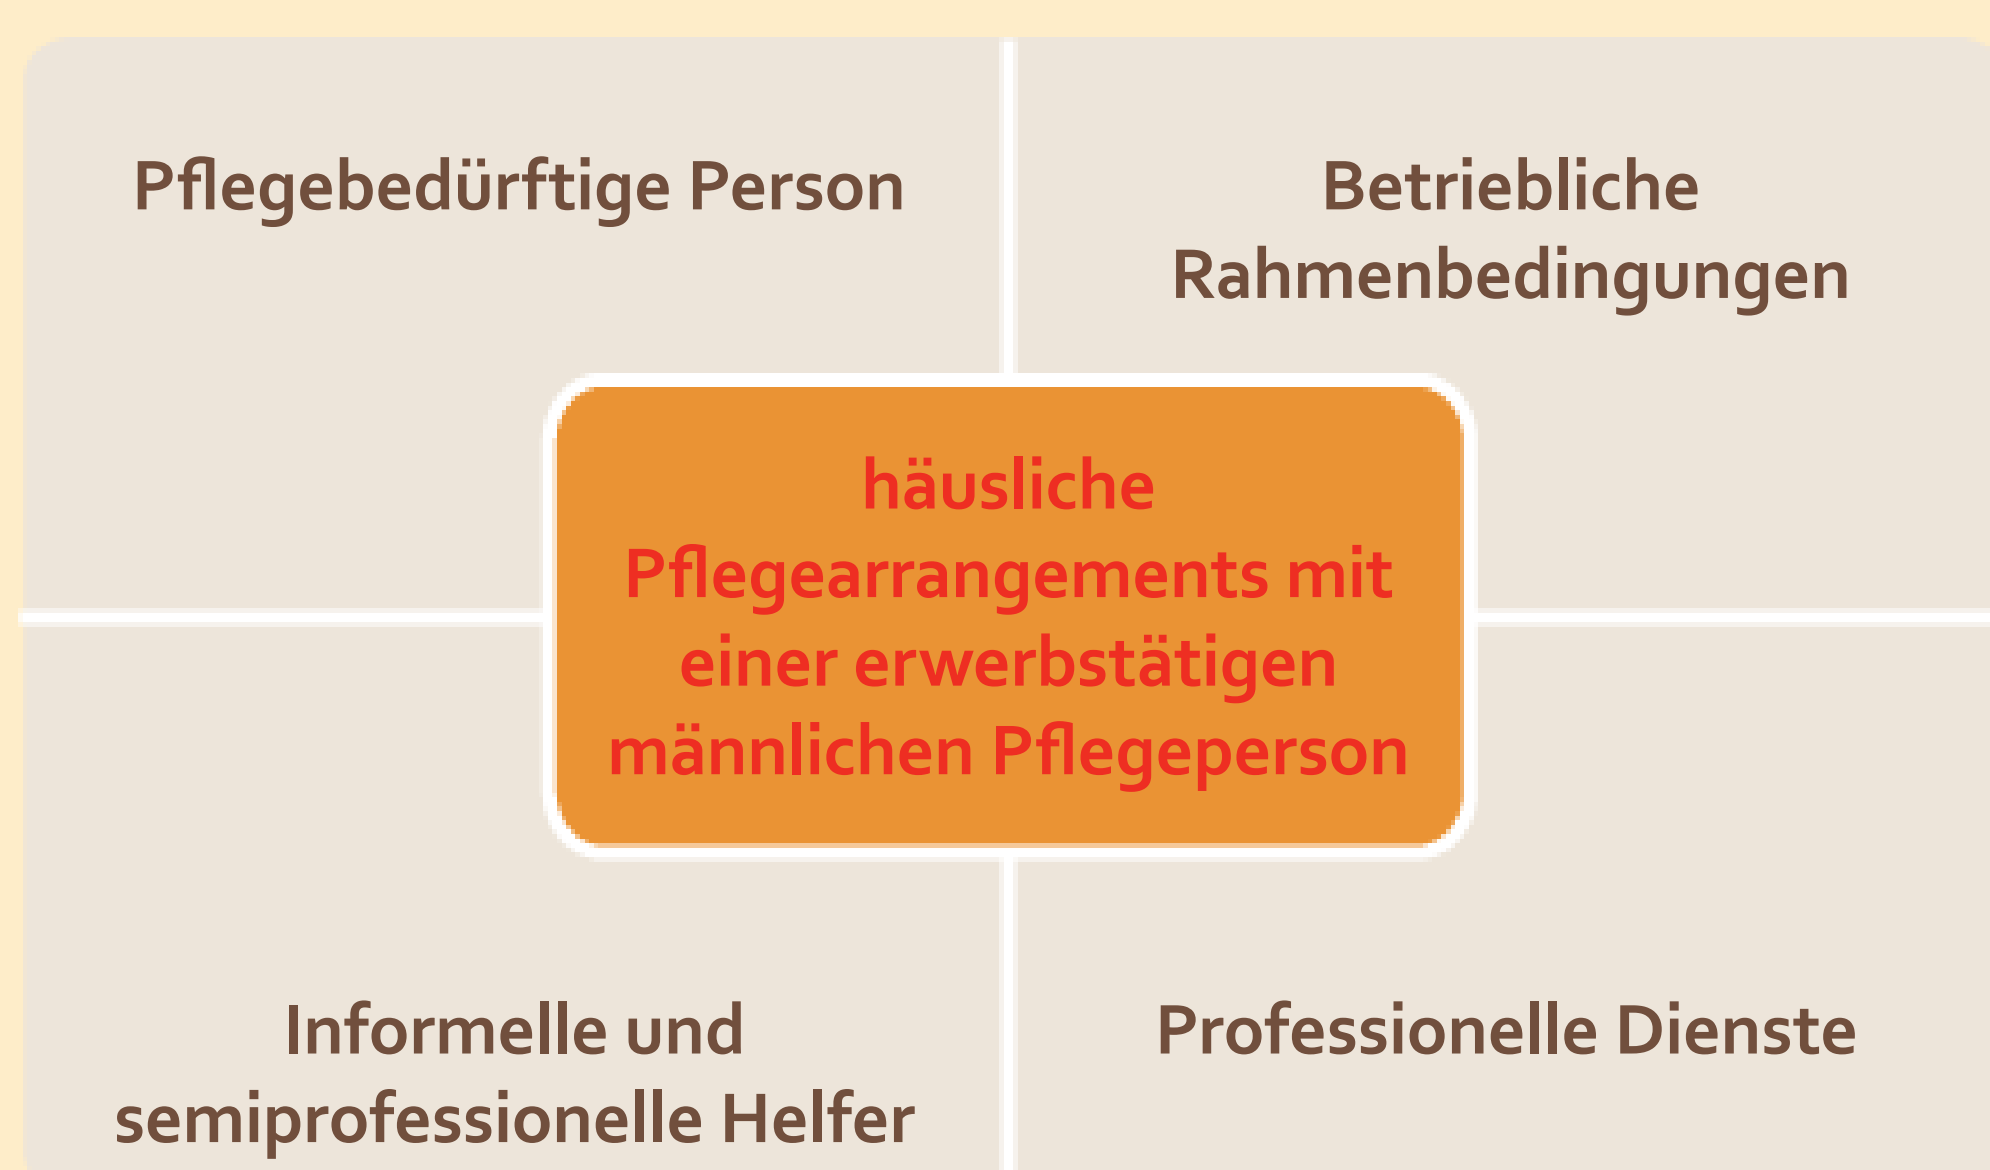 Pflegebedürftige Person
Betriebliche
Rahmenbedingungen
häusliche
Pflegearrangements mit
einer erwerbstätigen
männlichen Pflegeperson
Informelle und
semiprofessionelle Helfer
Professionelle Dienste